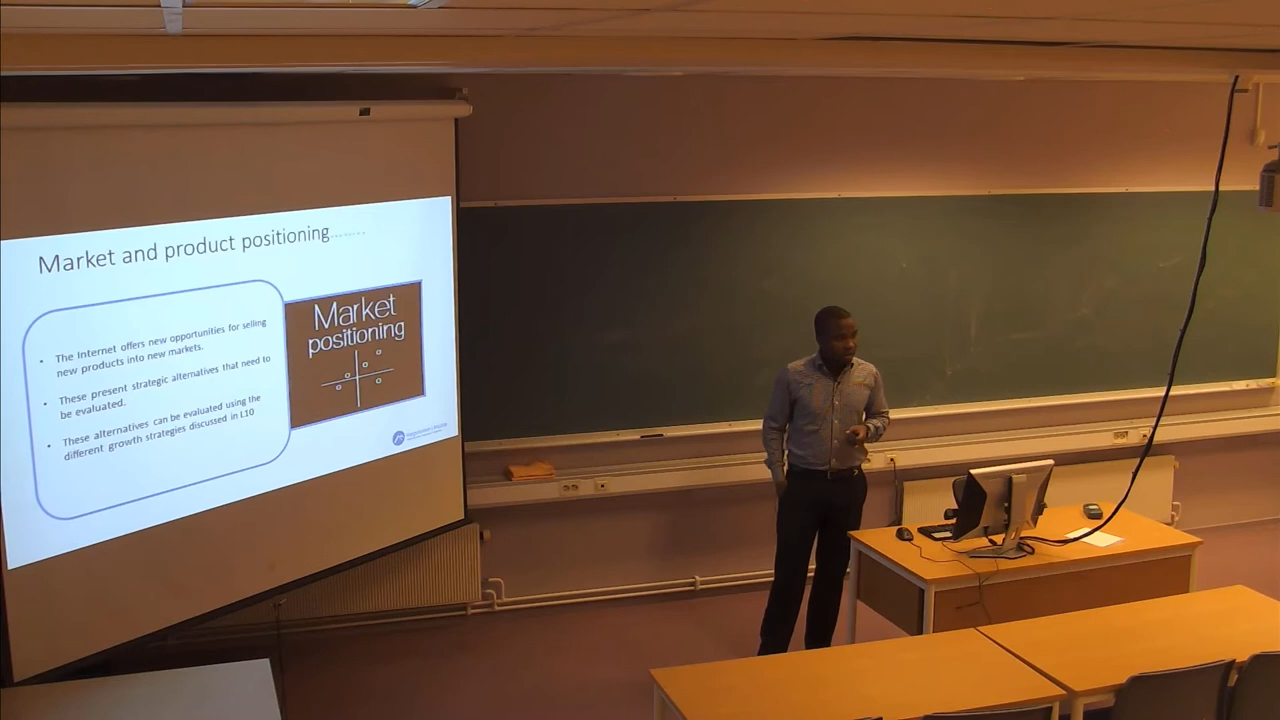 Market and product positioning........
• The Internet offers new opportunities for selling
new products into new markets.
• These present strategic alternatives that need to
be evaluated.
• These alternatives can be evaluated using the
different growth strategies discussed in L10
Market
positioning